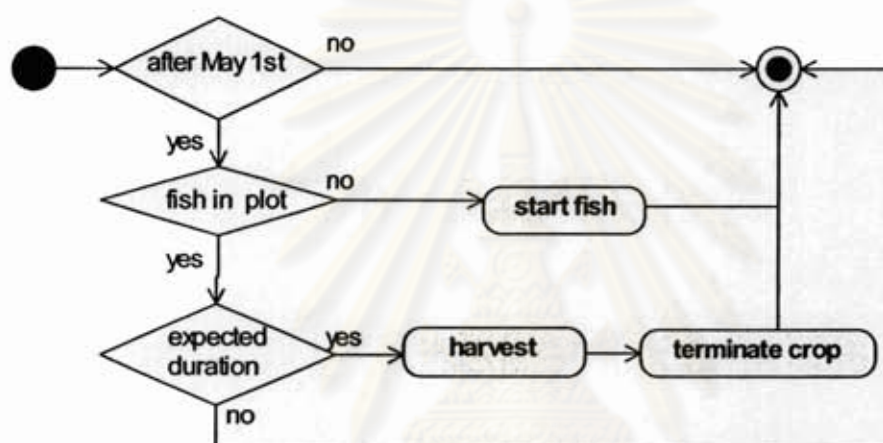 after May 1st
no
yes
fish in plot
no
start fish
yes
expected
duration
yes
harvest
terminate crop
no